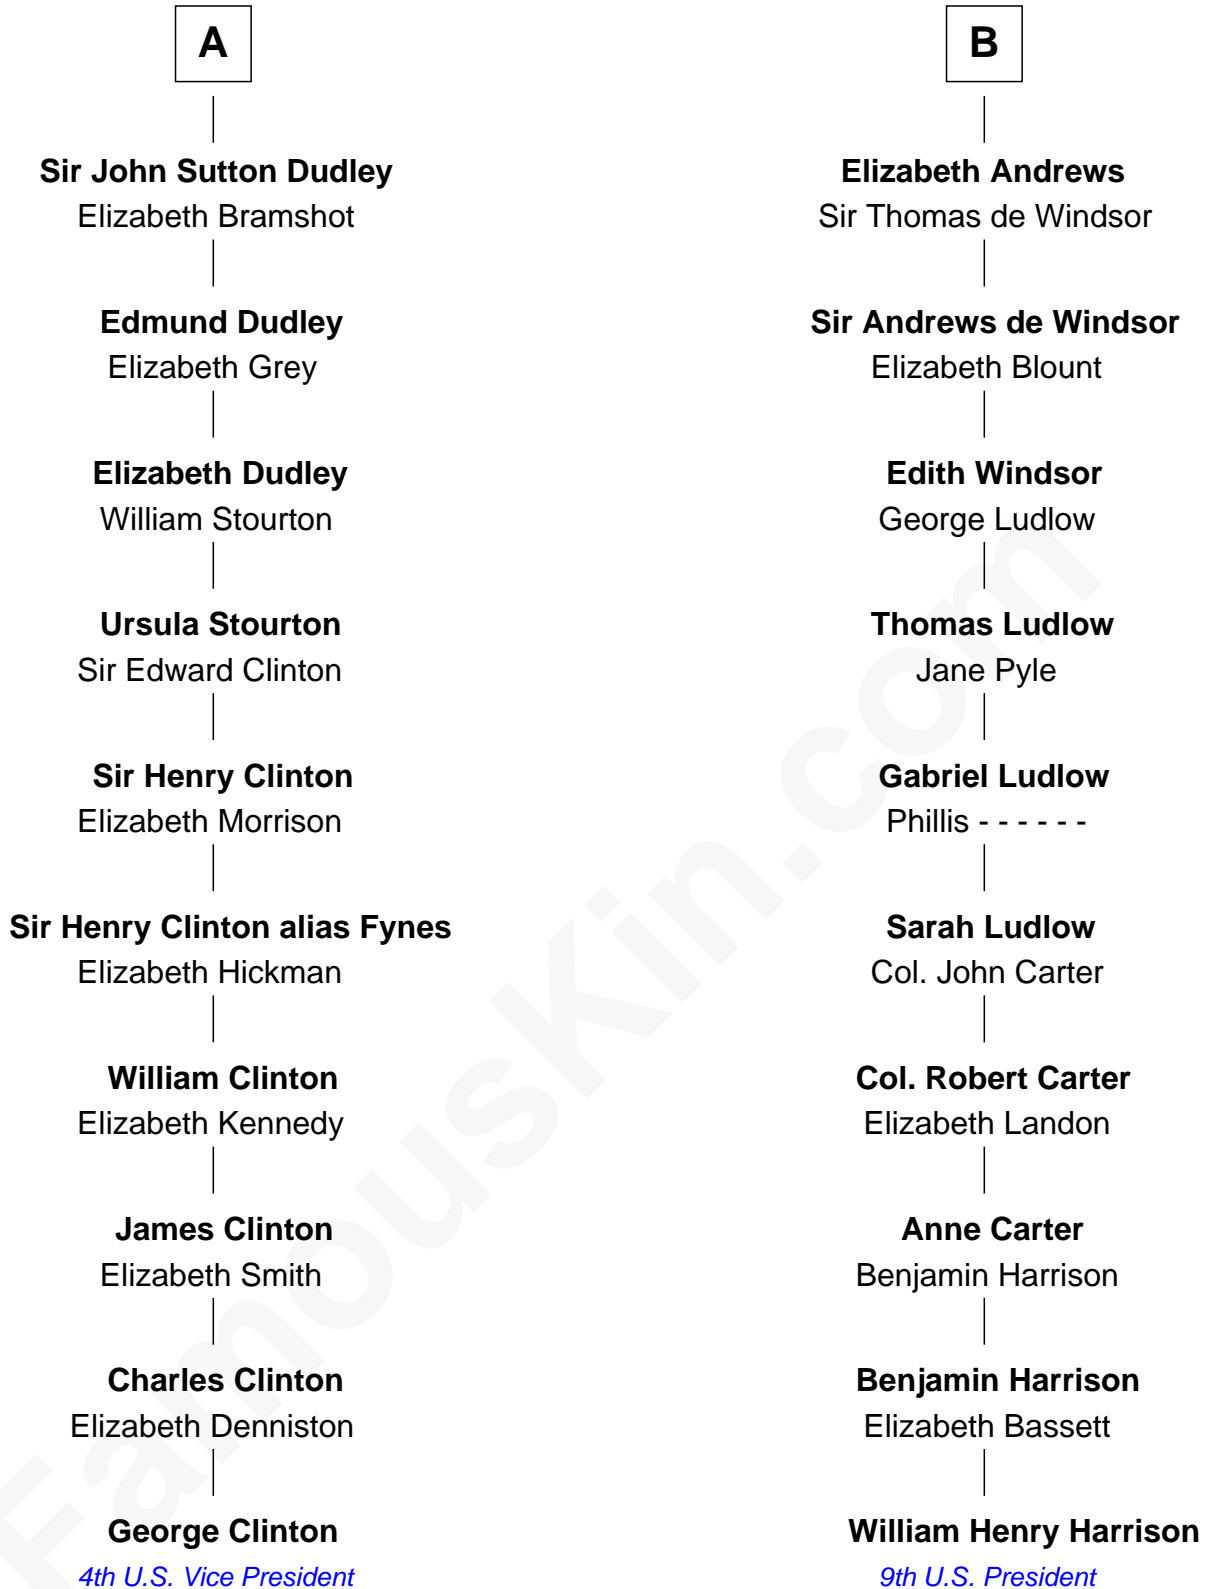 A
Sir John Sutton Dudley
Elizabeth Bramshot
Edmund Dudley
Elizabeth Grey
Elizabeth Dudley
William Stourton
Ursula Stourton
Sir Edward Clinton
Sir Henry Clinton
Elizabeth Morrison
Sir Henry Clinton alias Fynes
Elizabeth Hickman
William Clinton
Elizabeth Kennedy
James Clinton
Elizabeth Smith
Charles Clinton
Elizabeth Denniston
George Clinton
4th U.S. Vice President
B
Elizabeth Andrews
Sir Thomas de Windsor
Sir Andrews de Windsor
Elizabeth Blount
Edith Windsor
George Ludlow
Thomas Ludlow
Jane Pyle
Gabriel Ludlow
Phillis - - - - - -
Sarah Ludlow
Col. John Carter
Col. Robert Carter
Elizabeth Landon
Anne Carter
Benjamin Harrison
Benjamin Harrison
Elizabeth Bassett
William Henry Harrison
9th U.S. President
FamousKin.com